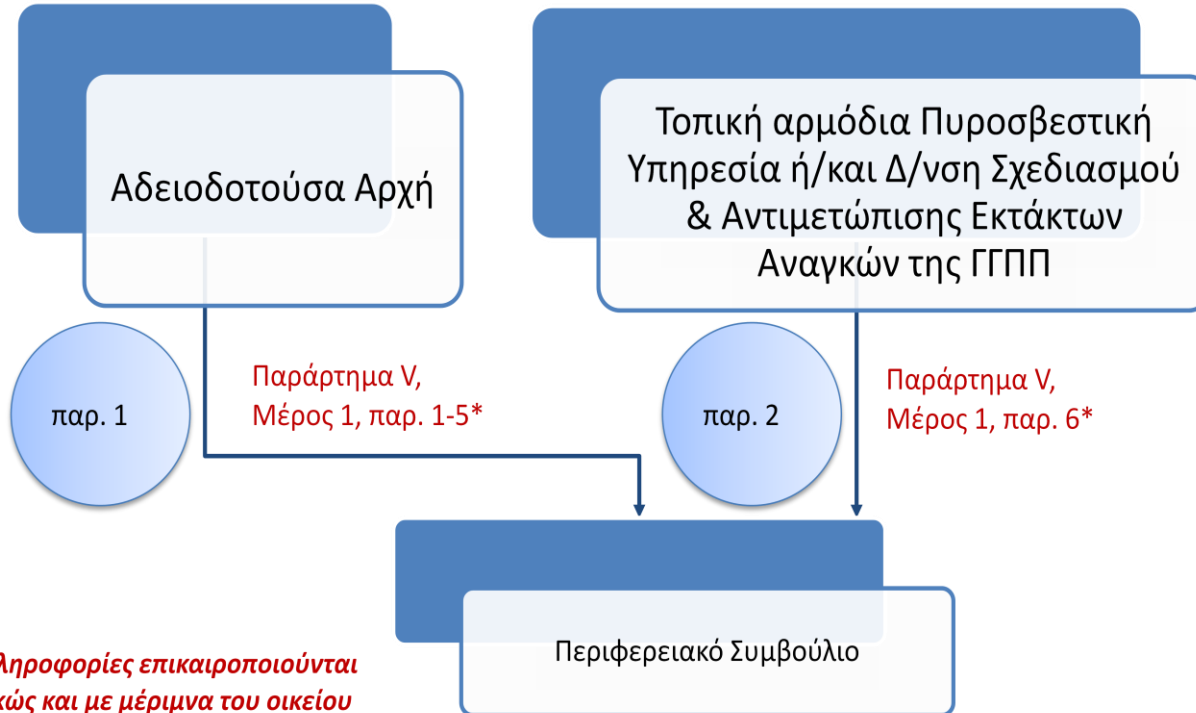 Αδειοδοτούσα Αρχή
Τοπική αρμόδια Πυροσβεστική
Υπηρεσία ή/και Δ/νση Σχεδιασμού
& Αντιμετώπισης Εκτάκτων
Αναγκών της ΓΓΠΠ
παρ. 1
Παράρτημα V,
Μέρος 1, παρ. 1-5*
παρ. 2
Παράρτημα V,
Μέρος 1, παρ. 6*
Περιφερειακό Συμβούλιο
ληροφορίες επικαιροποιούνται
κώς και με μέριμνα του οικείου